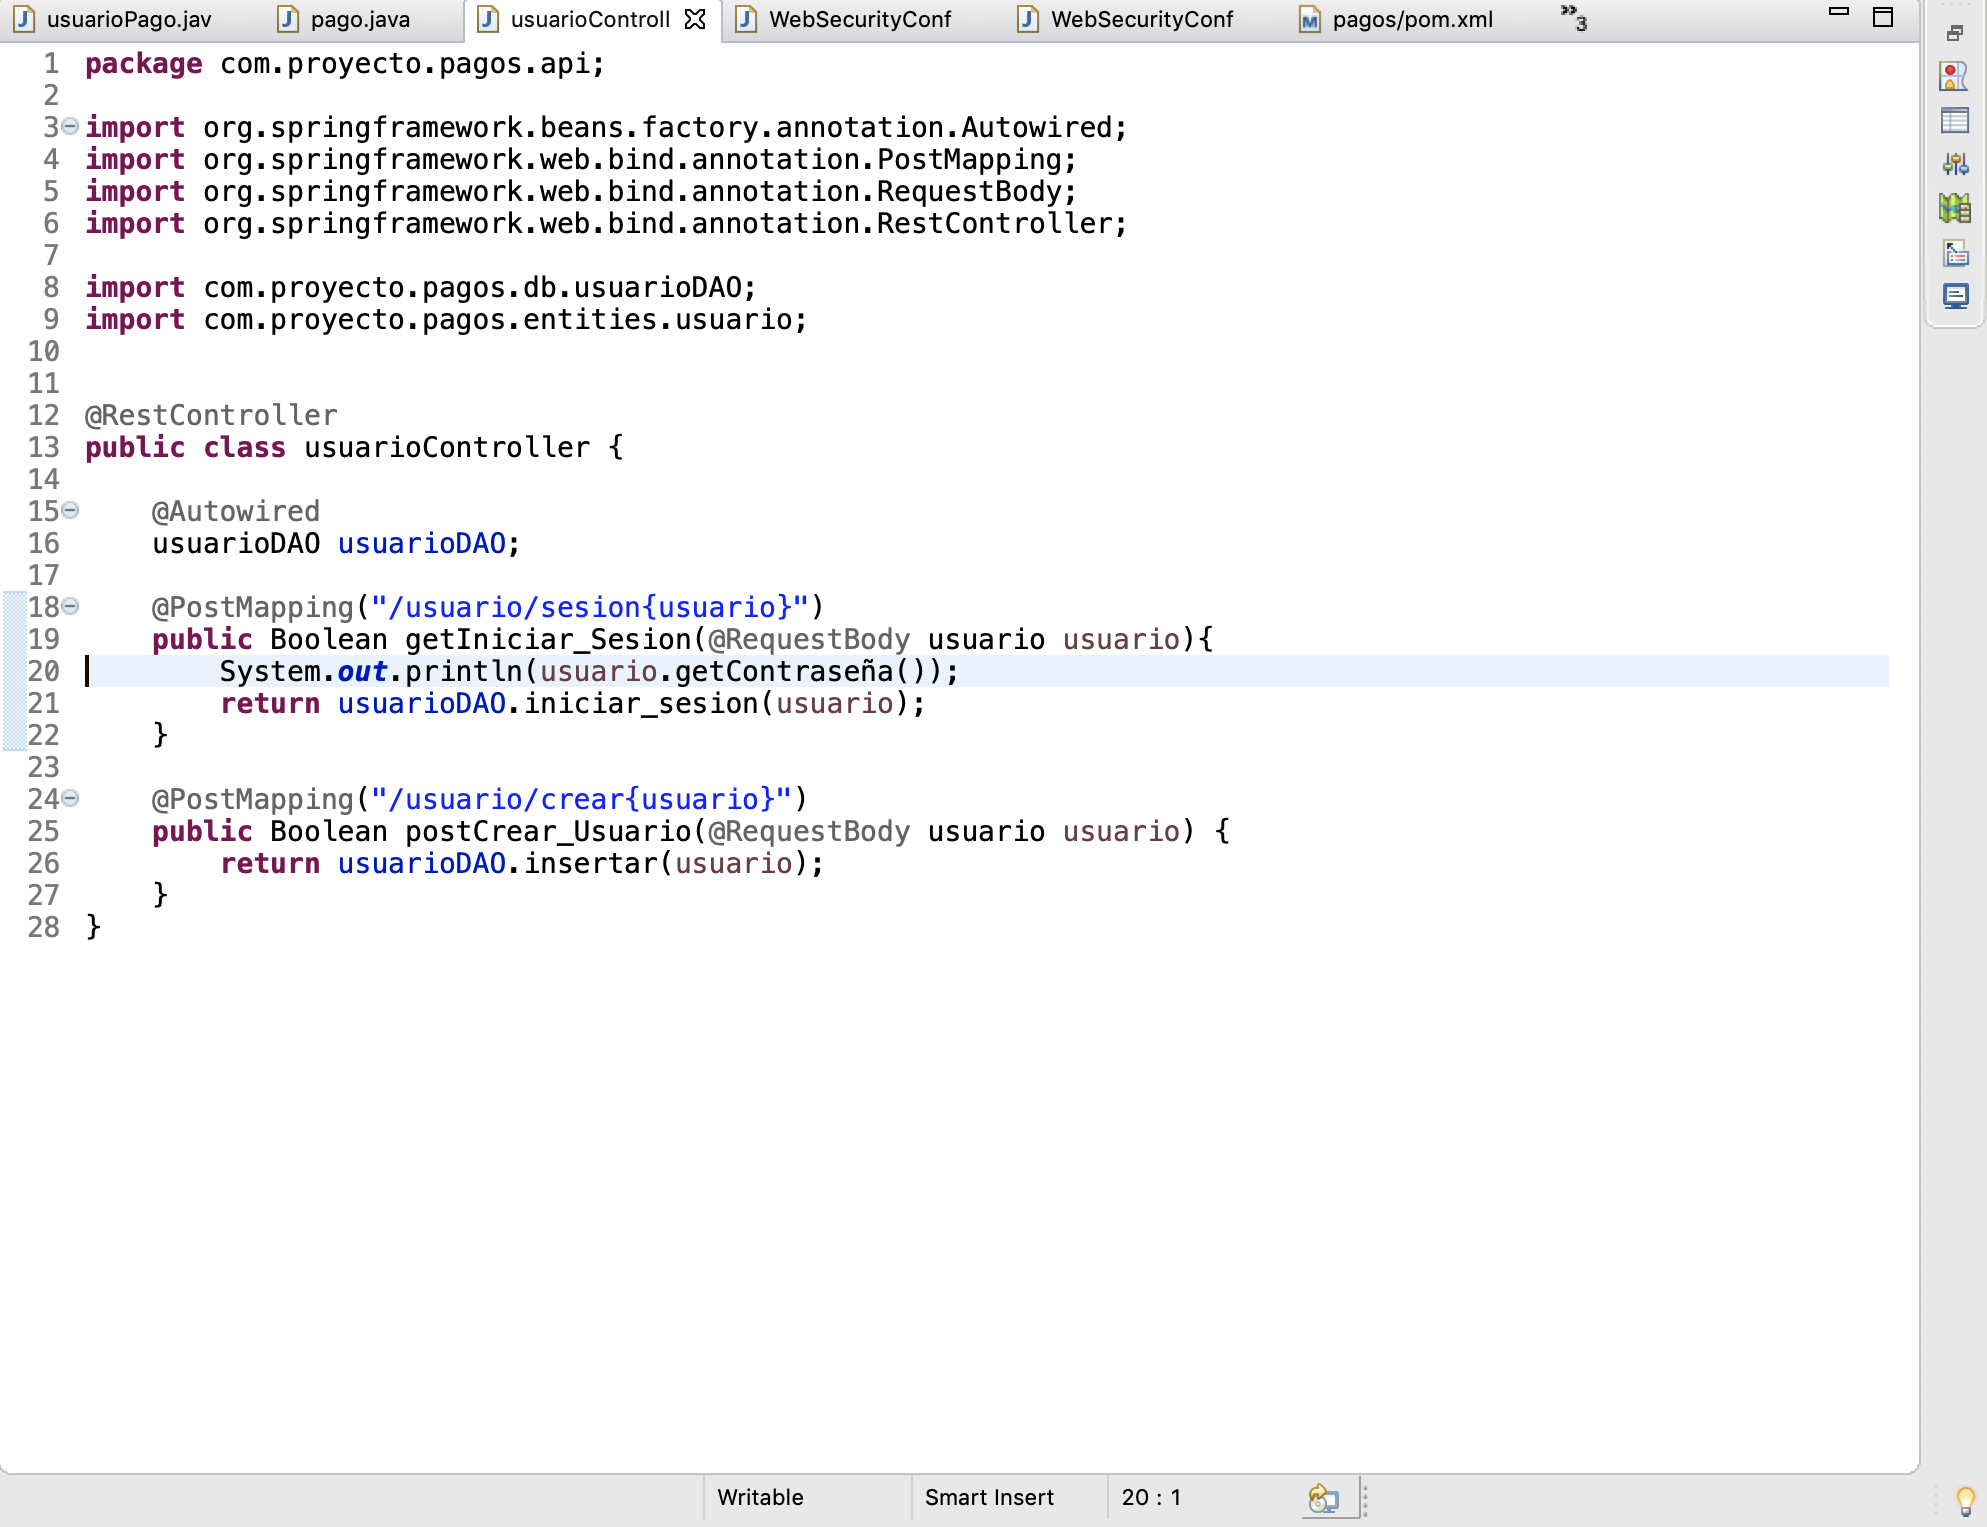 usuarioPago.jav pago.java usuarioControll WebSecurityConf WebSecurityConf pagos/pom.xml »3
1 package com.proyecto.pagos.api;
2
3 import org.springframework.beans.factory.annotation.Autowired;
4 import org.springframework.web.bind.annotation.PostMapping;
5 import org.springframework.web.bind.annotation.RequestBody;
6 import org.springframework.web.bind.annotation.RestController;
7
8 import com.proyecto.pagos.db.usuarioDAO;
9 import com.proyecto.pagos.entities.usuario;
10
11
12 @RestController
13 public class usuarioController {
14
15 @Autowired
16 usuarioDAO usuarioDAO;
17
18 @PostMapping("/usuario/sesion{usuario}")
19 public Boolean getIniciar_Sesion(@RequestBody usuario usuario){
20 System.out.println(usuario.getContraseña());
21 return usuarioDAO.iniciar_sesion(usuario);
22 }
23
24 @PostMapping("/usuario/crear{usuario}")
25 public Boolean postCrear_Usuario(@RequestBody usuario usuario) {
26 return usuarioDAO.insertar(usuario);
27 }
28 }
Writable Smart Insert 20 : 1